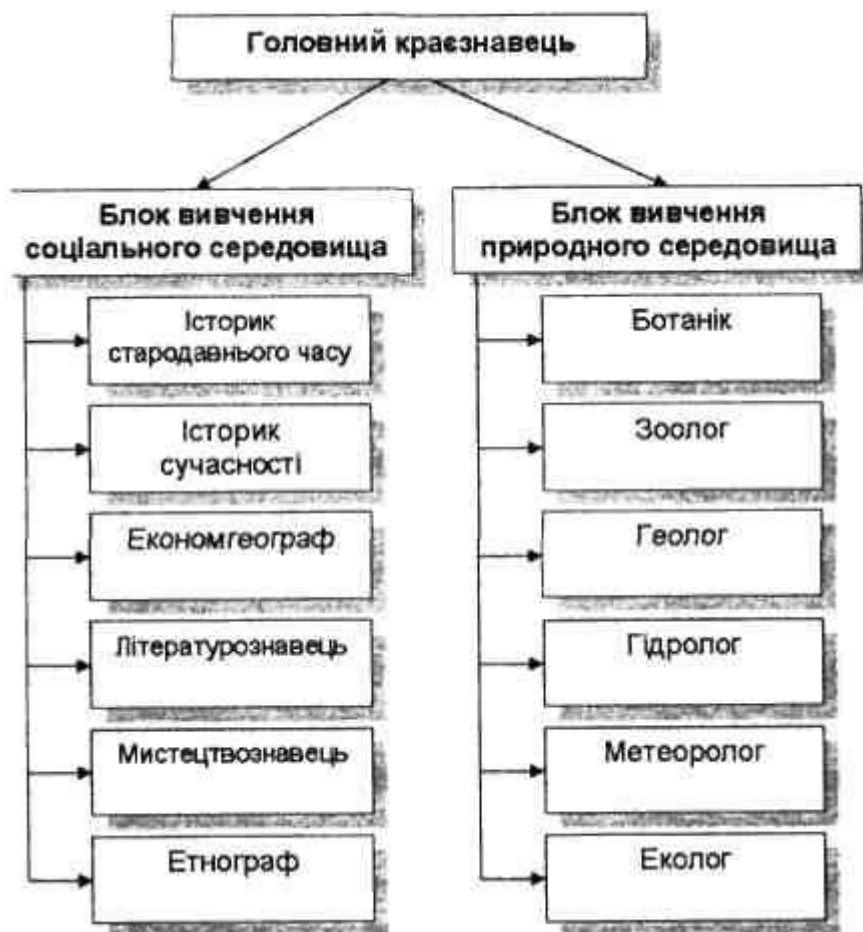 Головний краєзнавець
Блок вивчення
соціального середовища
Історик
стародавнього часу
Історик
сучасності
Економгеограф
Літературознавець
Мистецтвознавець
Етнограф
Блок вивчення
природного середовища
Ботанік
Зоолог
Геолог
Гідролог
Метеоролог
Еколог